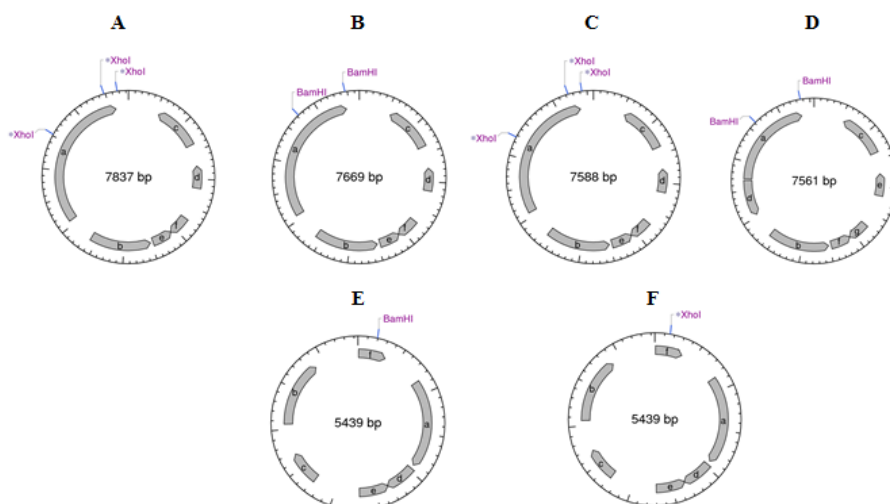 A B C D
*XhoI
*XhoI
*XhoI
a
c
d
f
e
b
7837 bp
BamHI
BamHI
a
c
d
f
e
b
7669 bp
*XhoI
*XhoI
*XhoI
a
c
d
f
e
b
7588 bp
BamHI
BamHI
a
c
e
d
g
f
b
7561 bp
E F
BamHI
f
b
a
5439 bp
c
d
e
*XhoI
f
b
a
5439 bp
c
d
e